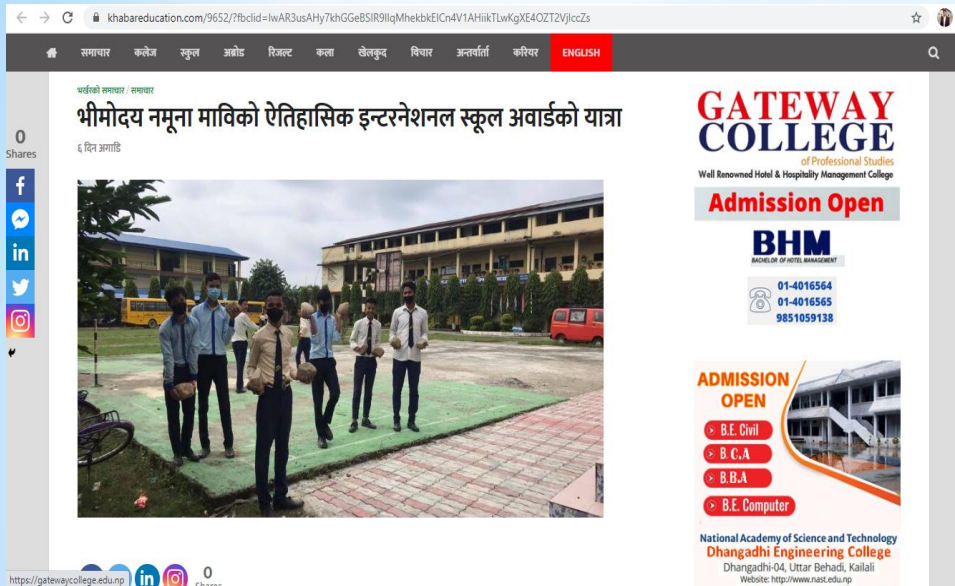 khabareducation.com/9652/?fbclid=IwAR3usAHy7khGGeBSIR9IIqMhekbkEICn4V1AHiikTLwKgXE4OZT2VjIccZs
समाचार कलेज स्कुल अब्रोड रिजल्ट कला खेलकुद विचार अन्तर्वार्ता करियर ENGLISH
भर्खरको समाचार / समाचार
भीमोदय नमूना माविको ऐतिहासिक इन्टरनेशनल स्कूल अवार्डको यात्रा
६ दिन अगाडि
0
Shares
GATEWAY
COLLEGE
of Professional Studies
Well Renowned Hotel & Hospitality Management College
Admission Open
BHM
BACHELOR OF HOTEL MANAGEMENT
01-4016564
01-4016565
9851059138
ADMISSION
OPEN
B.E. Civil
B.C.A
B.B.A
B.E. Computer
National Academy of Science and Technology
Dhangadhi Engineering College
Dhangadhi-04, Uttar Behadi, Kailali
Website: http://www.nast.edu.np
0
Shares
https://gatewaycollege.edu.np